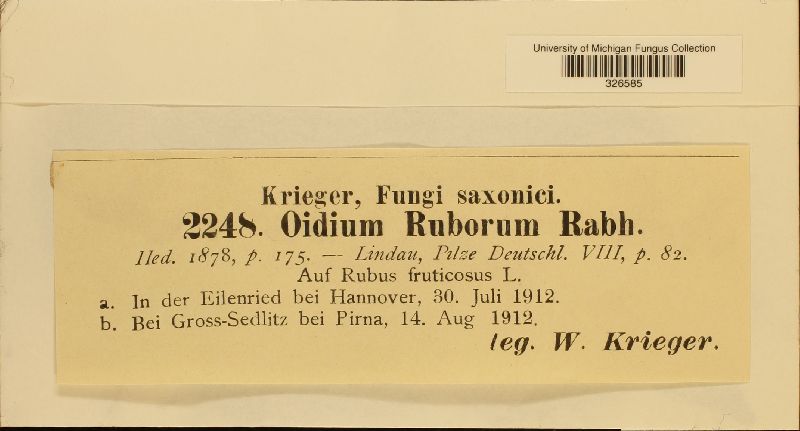 University of Michigan Fungus Collection
326585
Krieger, Fungi saxonici.
2248. Oidium Ruborum Rabh.
Hed. 1878, p. 175. — Lindau, Pilze Deutschl. VIII, p. 82.
Auf Rubus fruticosus L.
a. In der Eilenried bei Hannover, 30. Juli 1912.
b. Bei Gross-Sedlitz bei Pirna, 14. Aug 1912.
leg. W. Krieger.